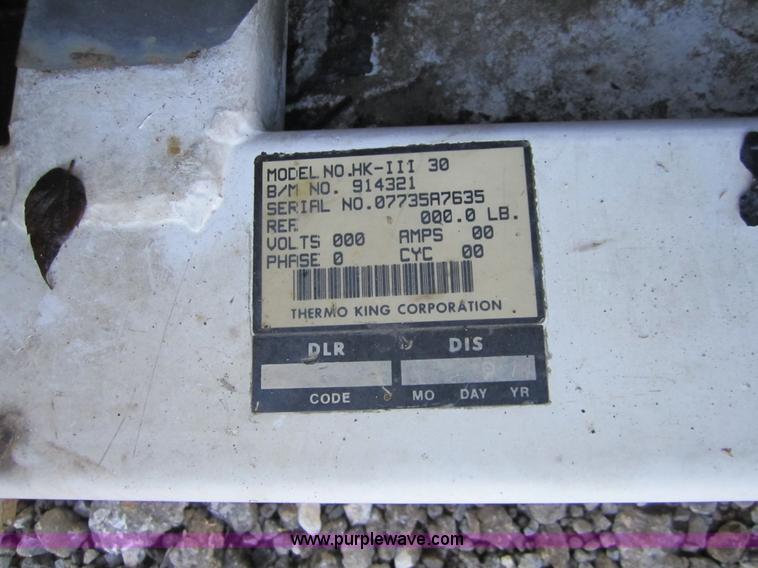 MODEL NO.HK-III 30
B/M NO. 914321
SERIAL NO.07735A7635
REF. 000.0 LB.
VOLTS 000 AMPS 00
PHASE 0 CYC 00
THERMO KING CORPORATION
DLR DIS
CODE MO DAY YR
www.purplewave.com